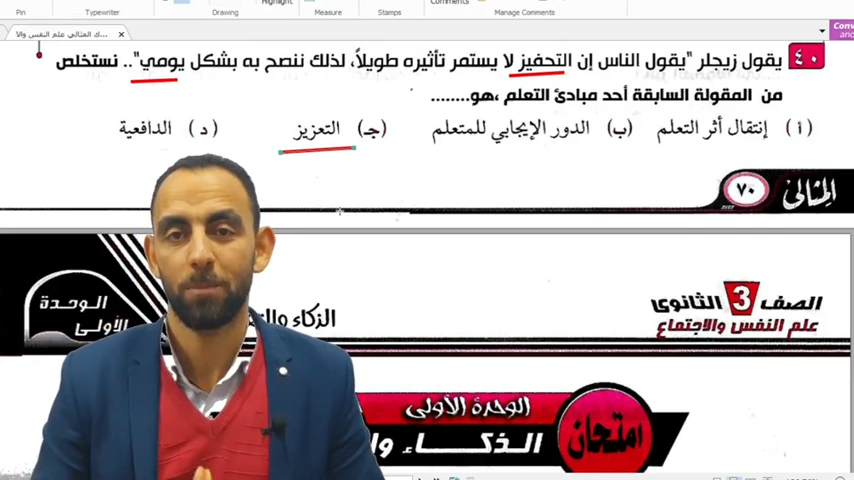 Pin
Drawing
Measure
Stamps
Comments
Manage Comments
Typewriter
Highlight
٤٠ يقول زيجلر "يقول الناس إن التحفيز لا يستمر تأثيره طويلاً، لذلك ننصح به بشكل يومي".. نستخلص
من المقولة السابقة أحد مبادئ التعلم ،هو........
( أ ) إنتقال أثر التعلم (ب) الدور الإيجابي للمتعلم (جـ) التعزيز ( د ) الدافعية
المثالى ٧٠
الصف 3 الثانوى
علم النفس والاجتماع
الوحدة
الأولى
الوحدة الأولى
امتحان